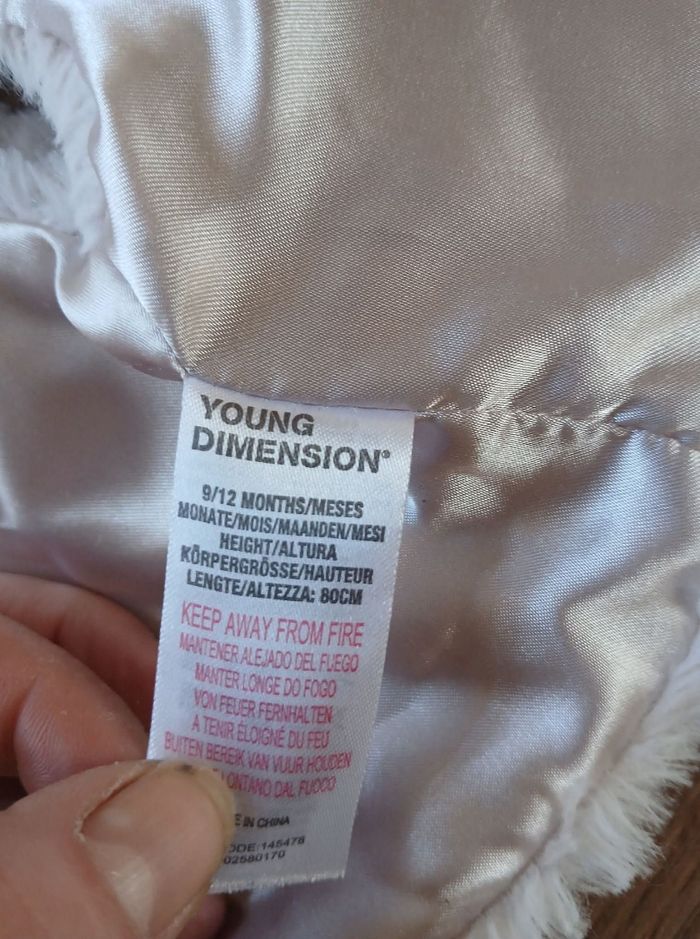 YOUNG
DIMENSION®
9/12 MONTHS/MESES
MONATE/MOIS/MAANDEN/MESI
HEIGHT/ALTURA
KÖRPERGRÖSSE/HAUTEUR
LENGTE/ALTEZZA: 80CM
KEEP AWAY FROM FIRE
MANTENER ALEJADO DEL FUEGO
MANTER LONGE DO FOGO
VON FEUER FERNHALTEN
A TENIR ÉLOIGNÉ DU FEU
BUITEN BEREIK VAN VUUR HOUDEN
LONTANO DAL FUOCO
IN CHINA
145478
02580170